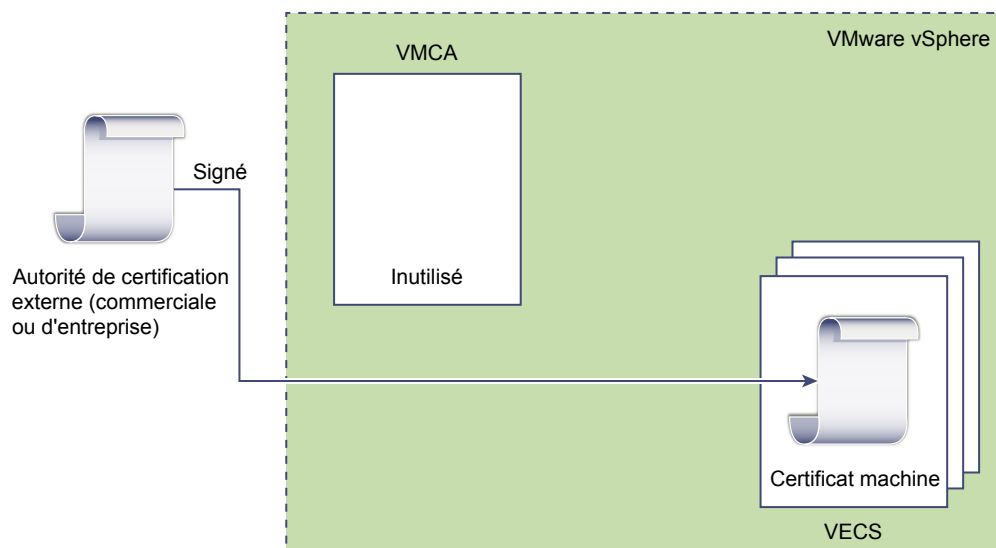 VMware vSphere
VMCA
Signé
Autorité de certification
externe (commerciale
ou d'entreprise)
Inutilisé
Certificat machine
VECS